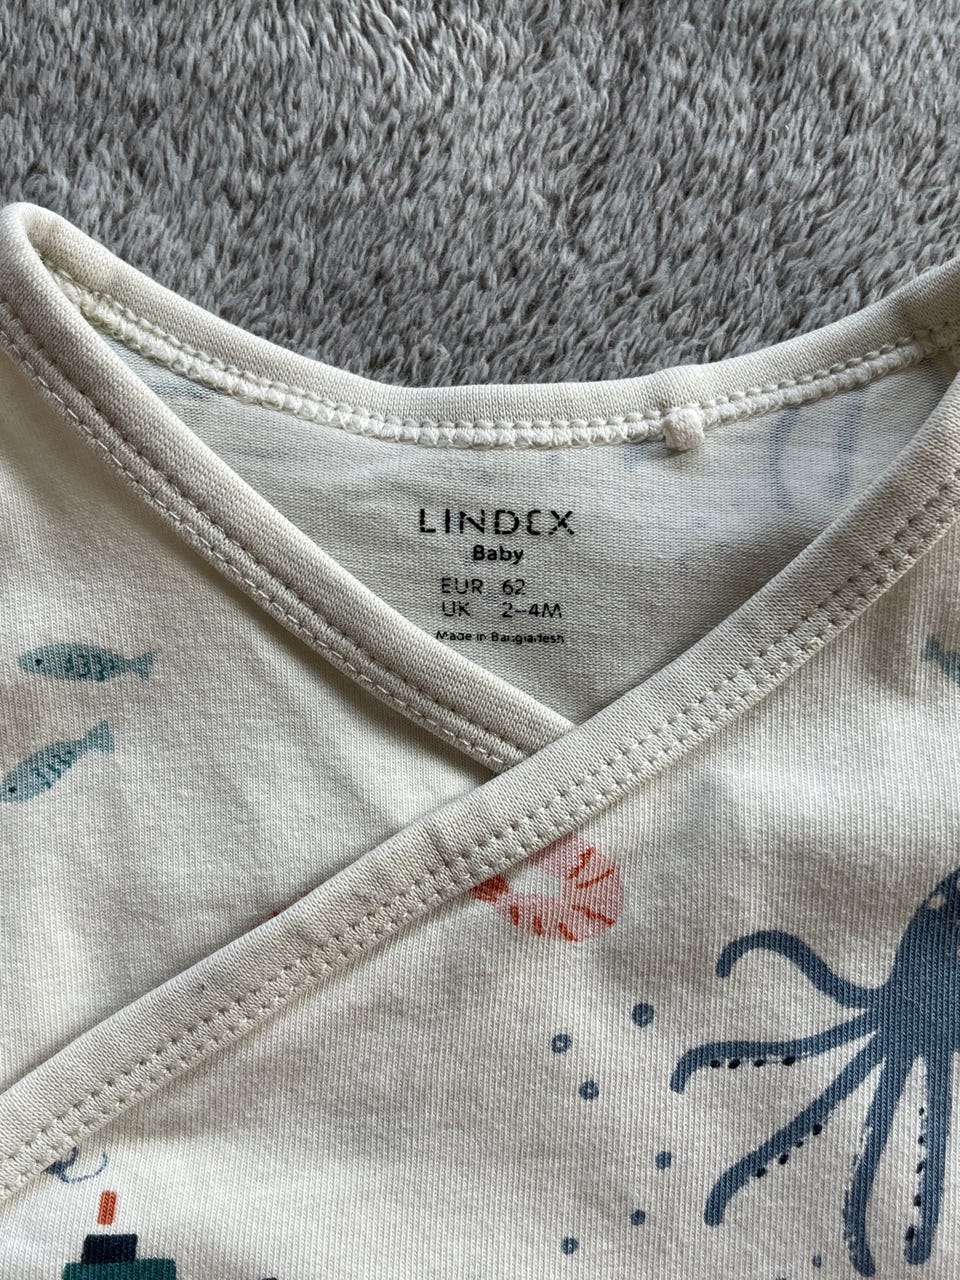 LINDEX
Baby
EUR 62
UK 2–4M
Made in Bangladesh